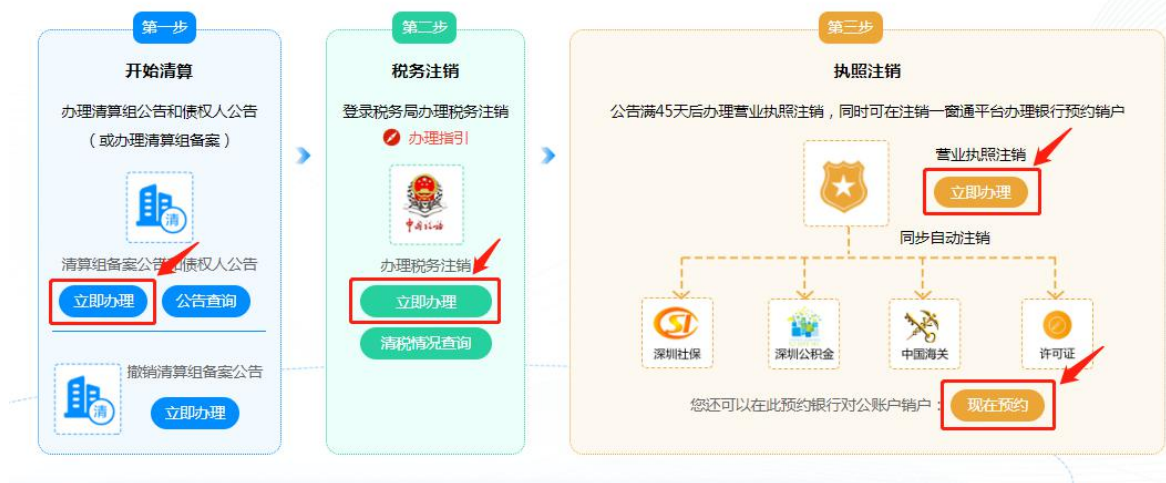 第一步
开始清算
办理清算组公告和债权人公告
（或办理清算组备案）
清
清算组备案公告和债权人公告
立即办理
公告查询
撤销清算组备案公告
清
立即办理
第二步
税务注销
登录税务局办理税务注销
办理指引
中国税务
办理税务注销
立即办理
清税情况查询
第三步
执照注销
公告满45天后办理营业执照注销，同时可在注销一窗通平台办理银行预约销户
营业执照注销
立即办理
同步自动注销
深圳社保
深圳公积金
中国海关
许可证
您还可以在此预约银行对公账户销户：
现在预约